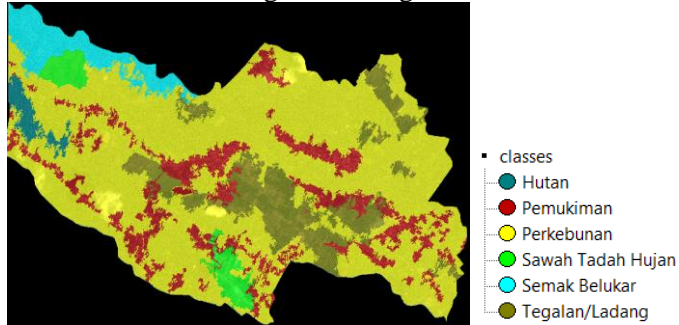 classes
Hutan
Pemukiman
Perkebunan
Sawah Tadah Hujan
Semak Belukar
Tegalan/Ladang